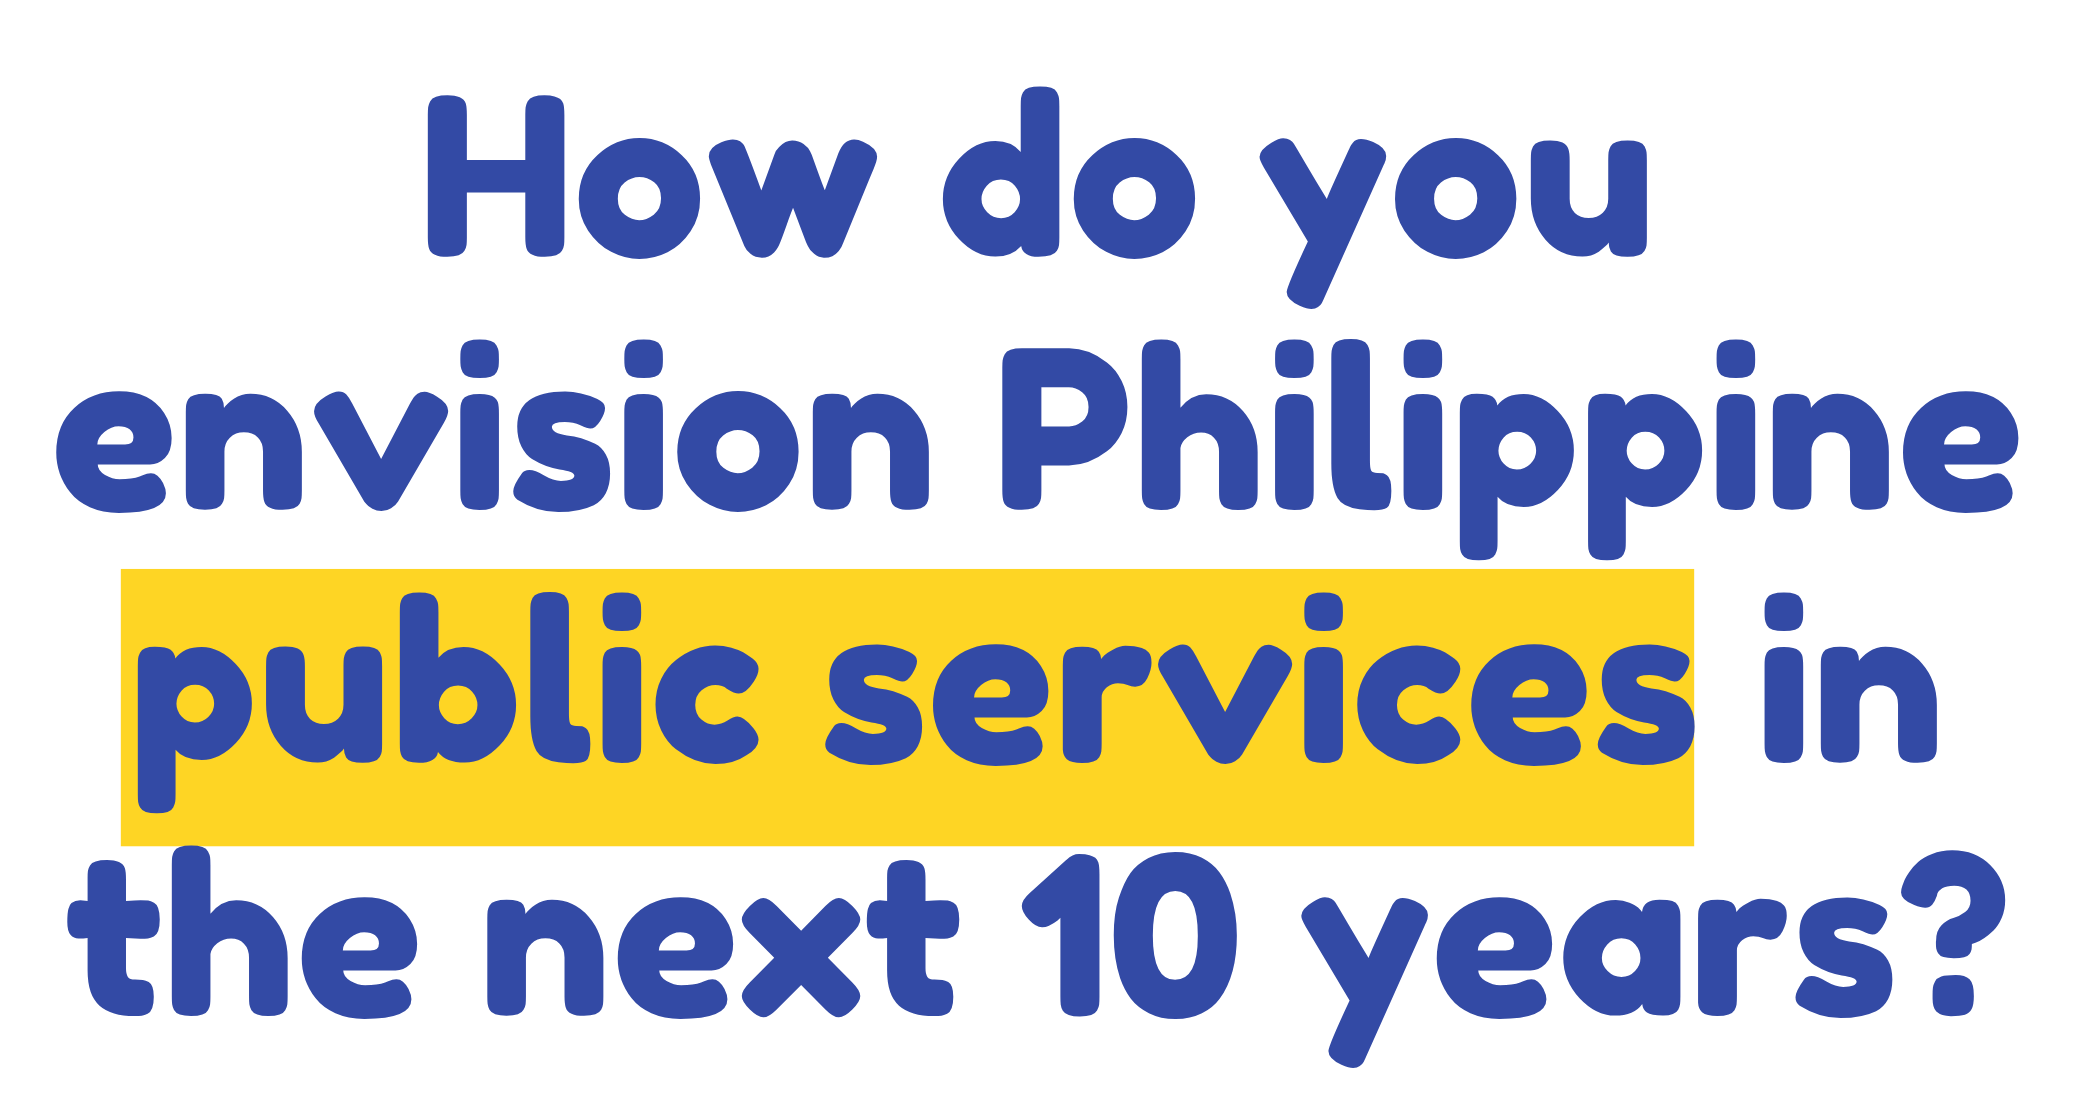 How do you
envision Philippine
public services in
the next 10 years?